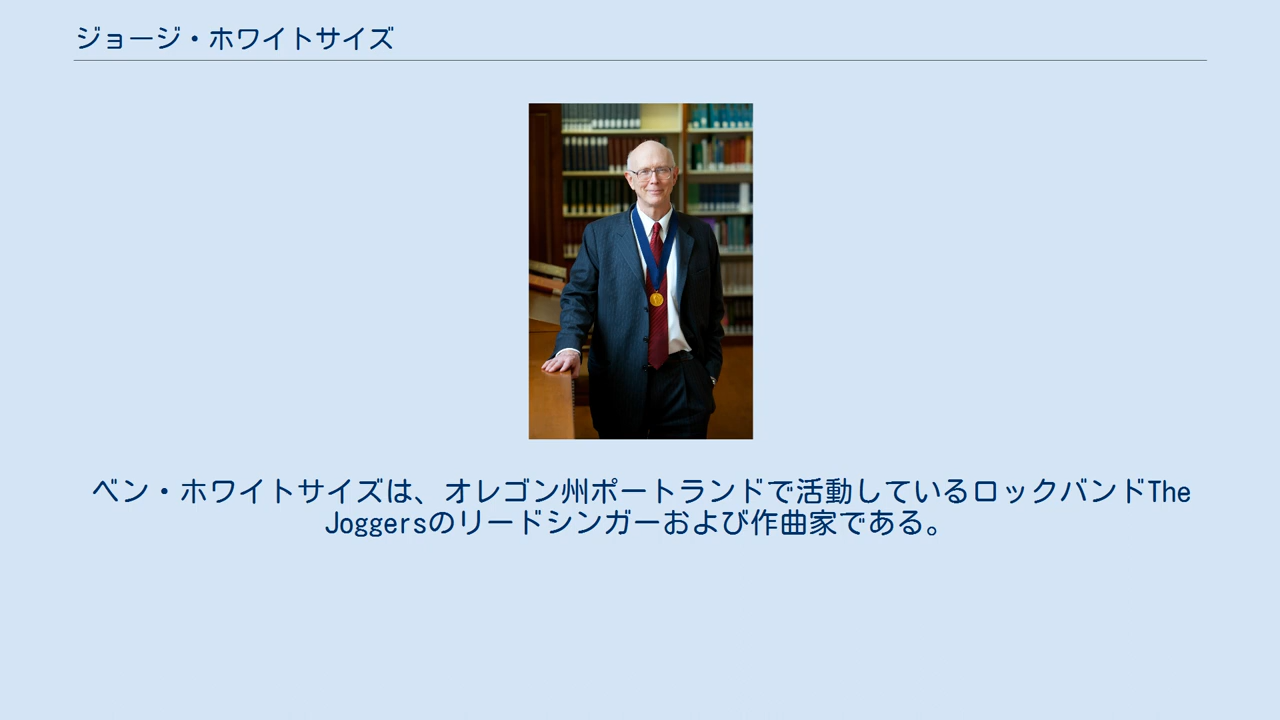 ジョージ・ホワイトサイズ
ベン・ホワイトサイズは、オレゴン州ポートランドで活動しているロックバンドThe
Joggersのリードシンガーおよび作曲家である。